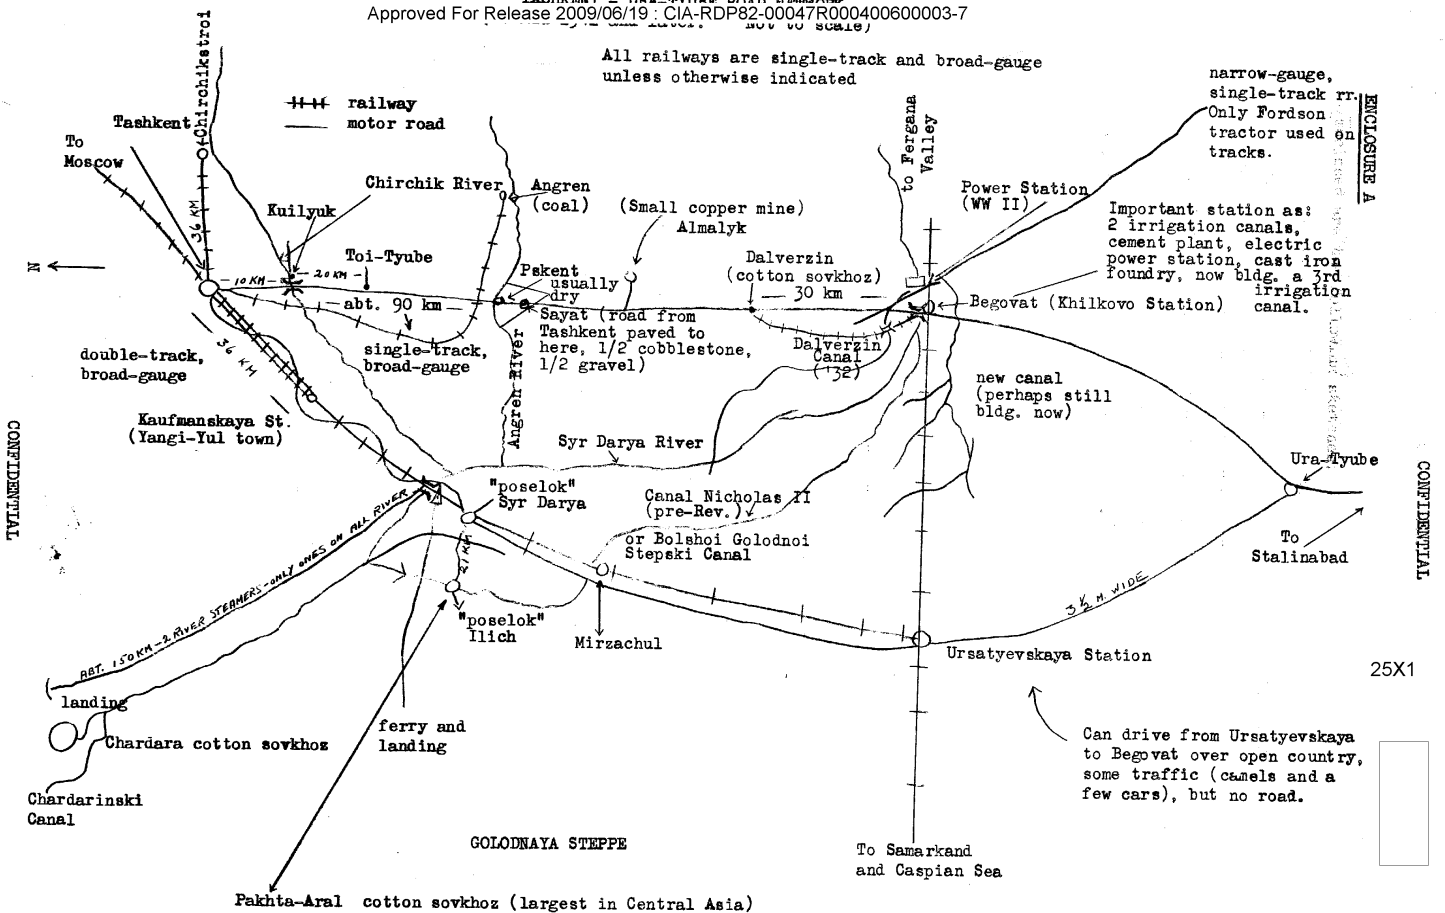 Approved For Release 2009/06/19 : CIA-RDP82-00047R000400600003-7
Not to scale)
All railways are single-track and broad-gauge
unless otherwise indicated
railway
motor road
Chirchikstroi
Tashkent
To
Moscow
36 KM
Kuilyuk
Chirchik River
Angren
(coal)
(Small copper mine)
Almalyk
to Fergana
Valley
narrow-gauge,
single-track rr.
Only Fordson
tractor used on
tracks.
ENCLOSURE A
Power Station
(WW II)
Important station as:
2 irrigation canals,
cement plant, electric
power station, cast iron
foundry, now bldg. a 3rd
irrigation
canal.
N
10 KM
20 KM
Toi-Tyube
abt. 90 km
Pskent
usually
dry
Dalverzin
(cotton sovkhoz)
30 km
Begovat (Khilkovo Station)
Sayat (road from
Tashkent paved to
here, 1/2 cobblestone,
1/2 gravel)
single-track,
broad-gauge
double-track,
broad-gauge
36 KM
Dalverzin
Canal
('32)
Angren River
new canal
(perhaps still
bldg. now)
Kaufmanskaya St.
(Yangi-Yul town)
Syr Darya River
Ura-Tyube
To
Stalinabad
CONFIDENTIAL
CONFIDENTIAL
"poselok"
Syr Darya
Canal Nicholas II
(pre-Rev.)
or Bolshoi Golodnoi
Stepski Canal
21 KM
"poselok"
Ilich
Mirzachul
3 1/2 M. WIDE
Ursatyevskaya Station
25X1
ABT. 150 KM-2 RIVER STEAMERS-ONLY ONES ON ALL RIVER
landing
Chardara cotton sovkhoz
Chardarinski
Canal
ferry and
landing
Can drive from Ursatyevskaya
to Begovat over open country,
some traffic (camels and a
few cars), but no road.
GOLODNAYA STEPPE
To Samarkand
and Caspian Sea
Pakhta-Aral cotton sovkhoz (largest in Central Asia)